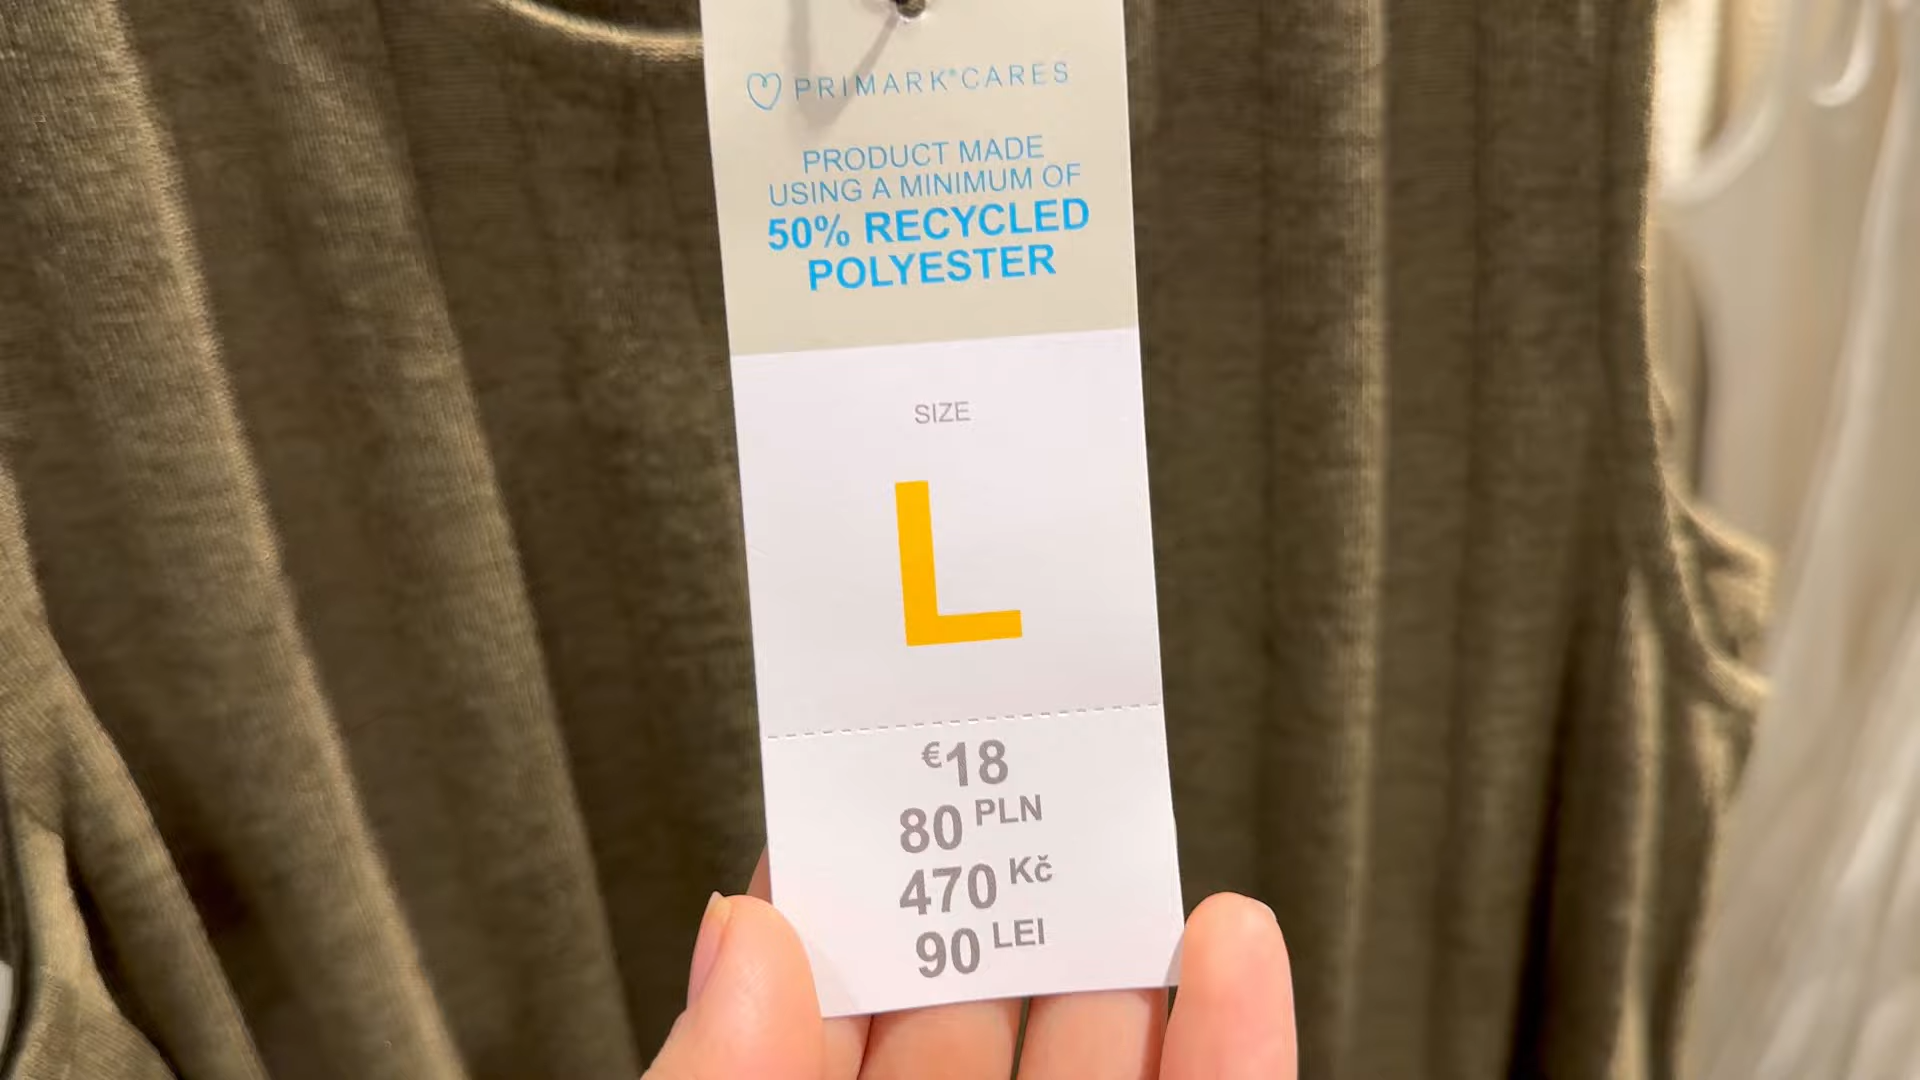 PRIMARK®CARES
PRODUCT MADE
USING A MINIMUM OF
50% RECYCLED
POLYESTER
SIZE
L
€18
80 PLN
470 Kč
90 LEI